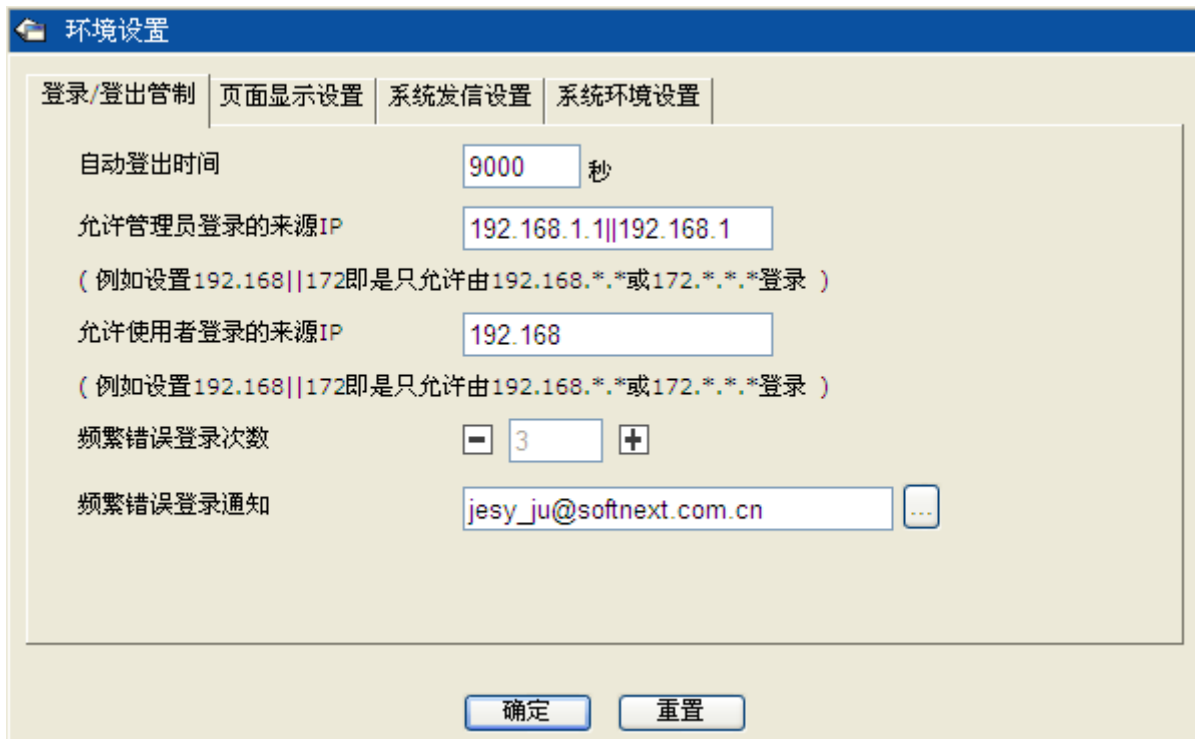 环境设置
登录/登出管制 页面显示设置 系统发信设置 系统环境设置
自动登出时间 9000 秒
允许管理员登录的来源IP 192.168.1.1||192.168.1
( 例如设置192.168||172即是只允许由192.168.*.*或172.*.*.*登录 )
允许使用者登录的来源IP 192.168
( 例如设置192.168||172即是只允许由192.168.*.*或172.*.*.*登录 )
频繁错误登录次数 - 3 +
频繁错误登录通知 jesy_ju@softnext.com.cn ...
确定 重置